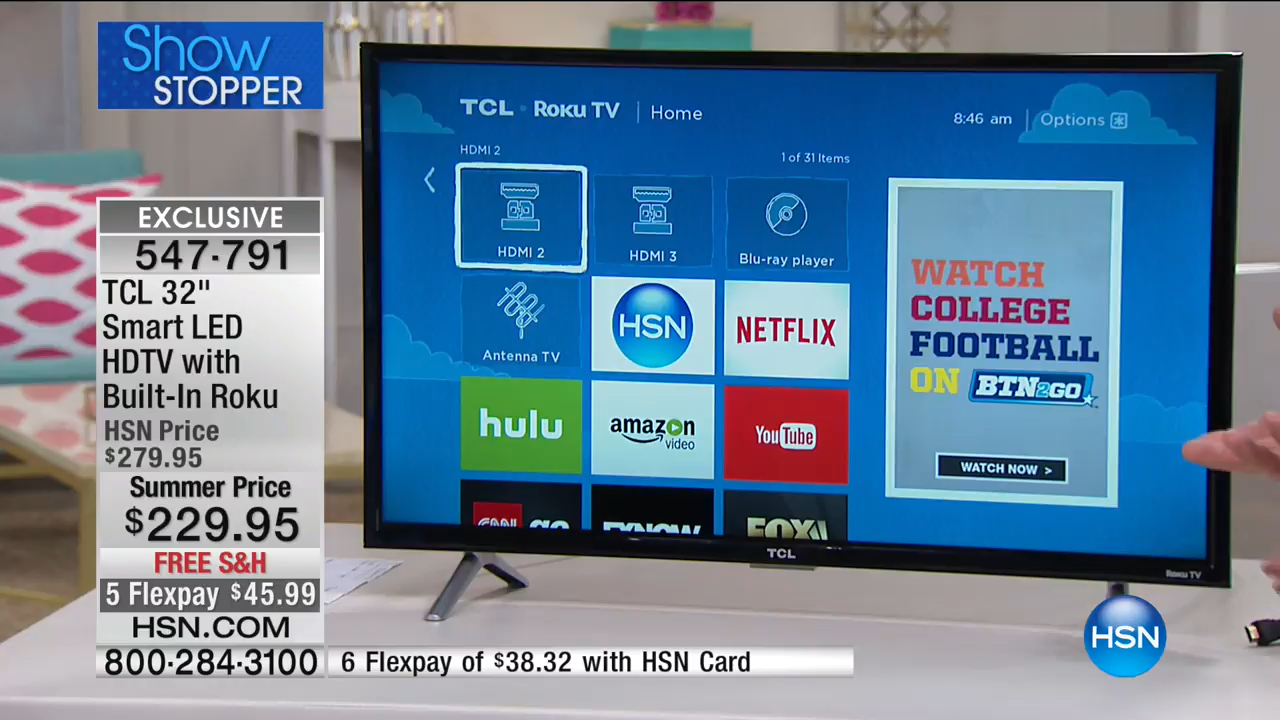 Show
STOPPER
EXCLUSIVE
547·791
TCL 32"
Smart LED
HDTV with
Built-In Roku
HSN Price
$279.95
Summer Price
$229.95
FREE S&H
5 Flexpay $45.99
HSN.COM
800·284·3100
6 Flexpay of $38.32 with HSN Card
TCL · Roku TV | Home
8:46 am | Options
HDMI 2
1 of 31 Items
HDMI 2
HDMI 3
Blu-ray player
Antenna TV
HSN
NETFLIX
hulu
amazon
video
YouTube
CNN go
FXNOW
FOX
WATCH
COLLEGE
FOOTBALL
ON BTN2GO
WATCH NOW >
TCL
Roku TV
HSN